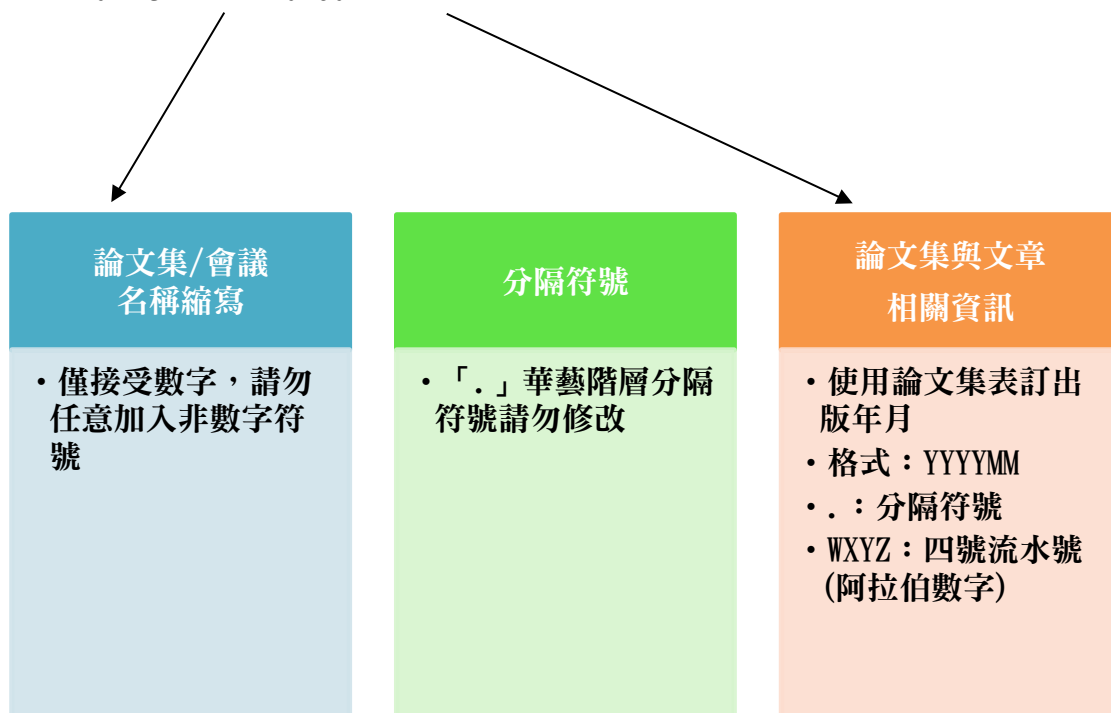 論文集/會議
名稱縮寫
•僅接受數字，請勿
任意加入非數字符
號
分隔符號
•「.」華藝階層分隔
符號請勿修改
論文集與文章
相關資訊
•使用論文集表訂出
版年月
•格式：YYYYMM
•.：分隔符號
•WXYZ：四號流水號
(阿拉伯數字)